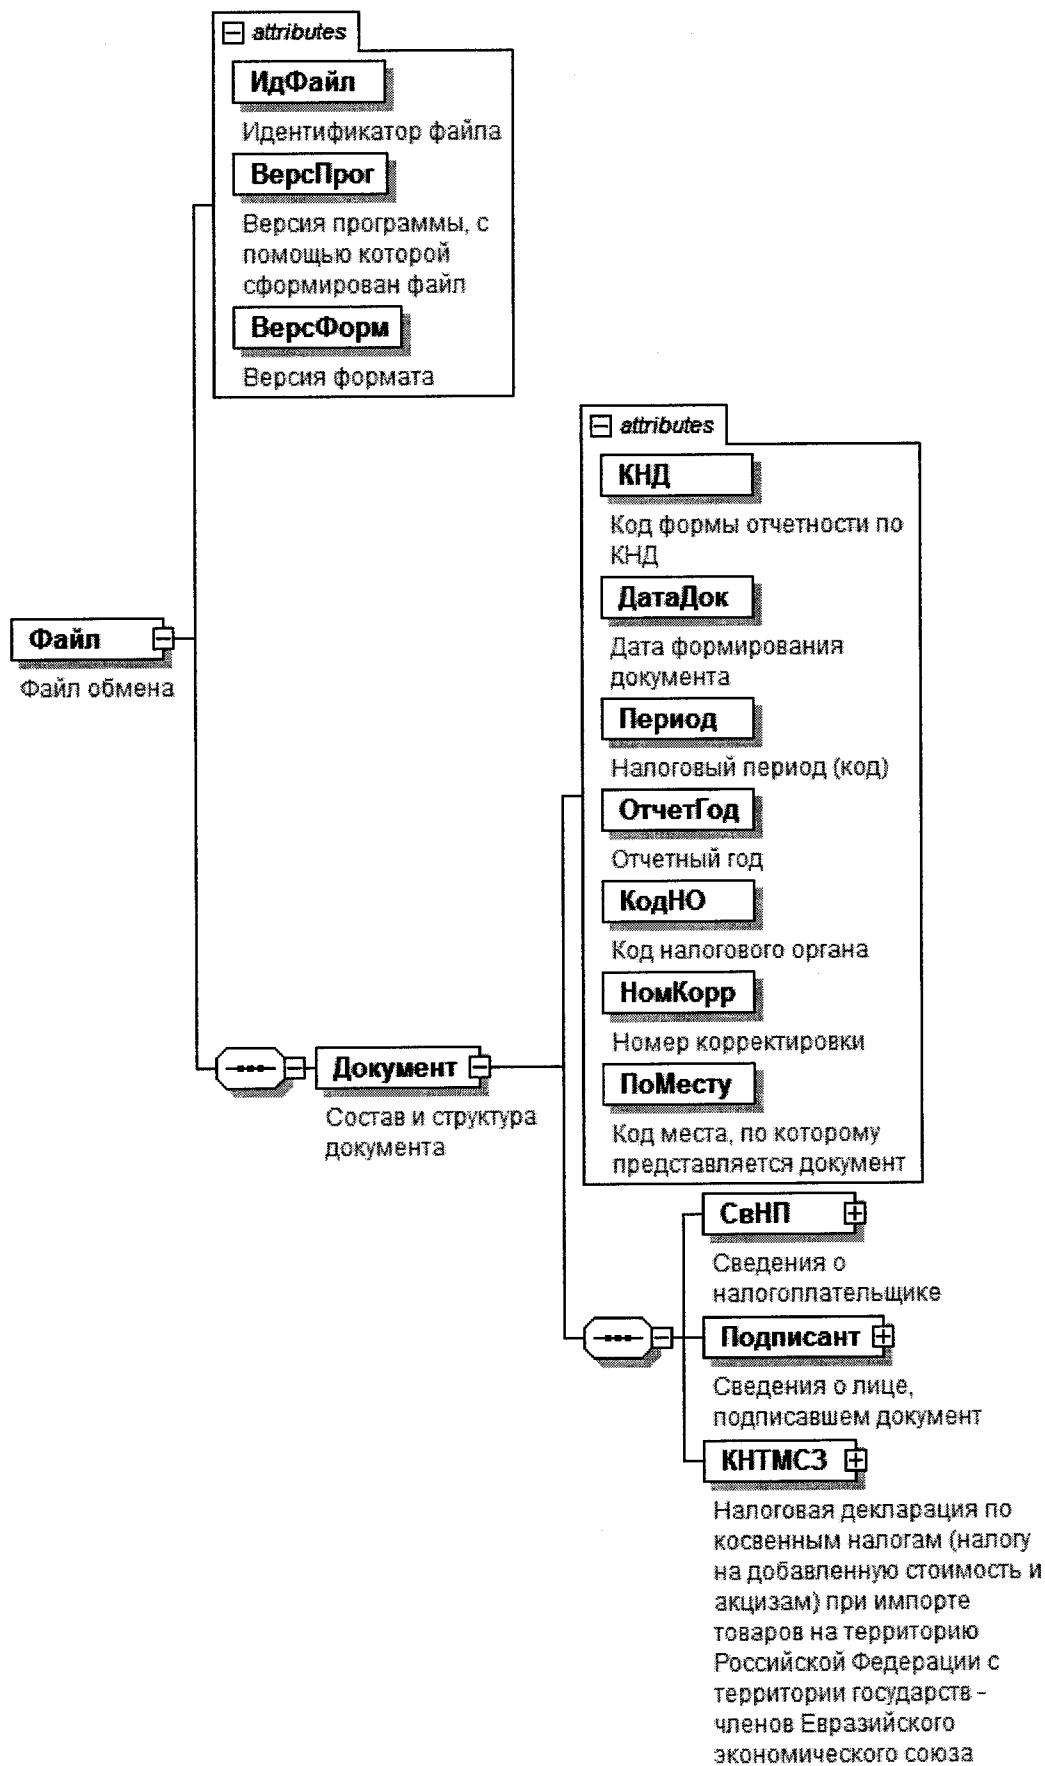 attributes
ИдФайл
Идентификатор файла
ВерсПрог
Версия программы, с
помощью которой
сформирован файл
ВерсФорм
Версия формата
attributes
КНД
Код формы отчетности по
КНД
ДатаДок
Дата формирования
документа
Период
Налоговый период (код)
ОтчетГод
Отчетный год
КодНО
Код налогового органа
НомКорр
Номер корректировки
ПоМесту
Код места, по которому
представляется документ
Файл
Файл обмена
Документ
Состав и структура
документа
СвНП
Сведения о
налогоплательщике
Подписант
Сведения о лице,
подписавшем документ
КНТМСЗ
Налоговая декларация по
косвенным налогам (налогу
на добавленную стоимость и
акцизам) при импорте
товаров на территорию
Российской Федерации с
территории государств -
членов Евразийского
экономического союза